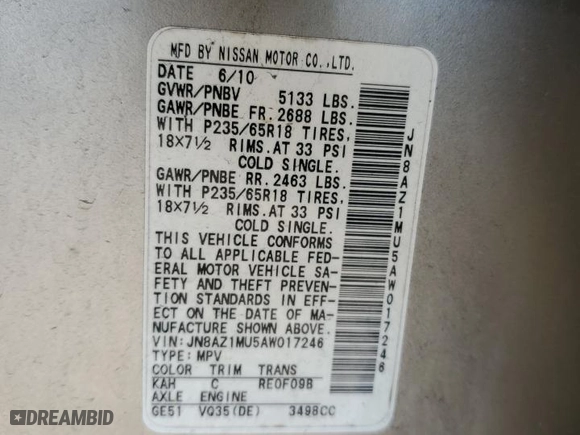 MFD BY NISSAN MOTOR CO.,LTD.
DATE 6/10
GVWR/PNBV 5133 LBS.
GAWR/PNBE FR. 2688 LBS.
WITH P235/65R18 TIRES.
18×7½ RIMS. AT 33 PSI
COLD SINGLE.
GAWR/PNBE RR. 2463 LBS.
WITH P235/65R18 TIRES.
18×7½ RIMS. AT 33 PSI
COLD SINGLE.
THIS VEHICLE CONFORMS
TO ALL APPLICABLE FED-
ERAL MOTOR VEHICLE SA-
FETY AND THEFT PREVEN-
TION STANDARDS IN EFF-
ECT ON THE DATE OF MA-
NUFACTURE SHOWN ABOVE.
VIN: JN8AZ1MU5AW017246
TYPE: MPV
COLOR TRIM TRANS
KAH C RE0F09B
AXLE ENGINE
GE51 VQ35(DE) 3498CC
JN8AZ1MU5AW017246
DREAMBID